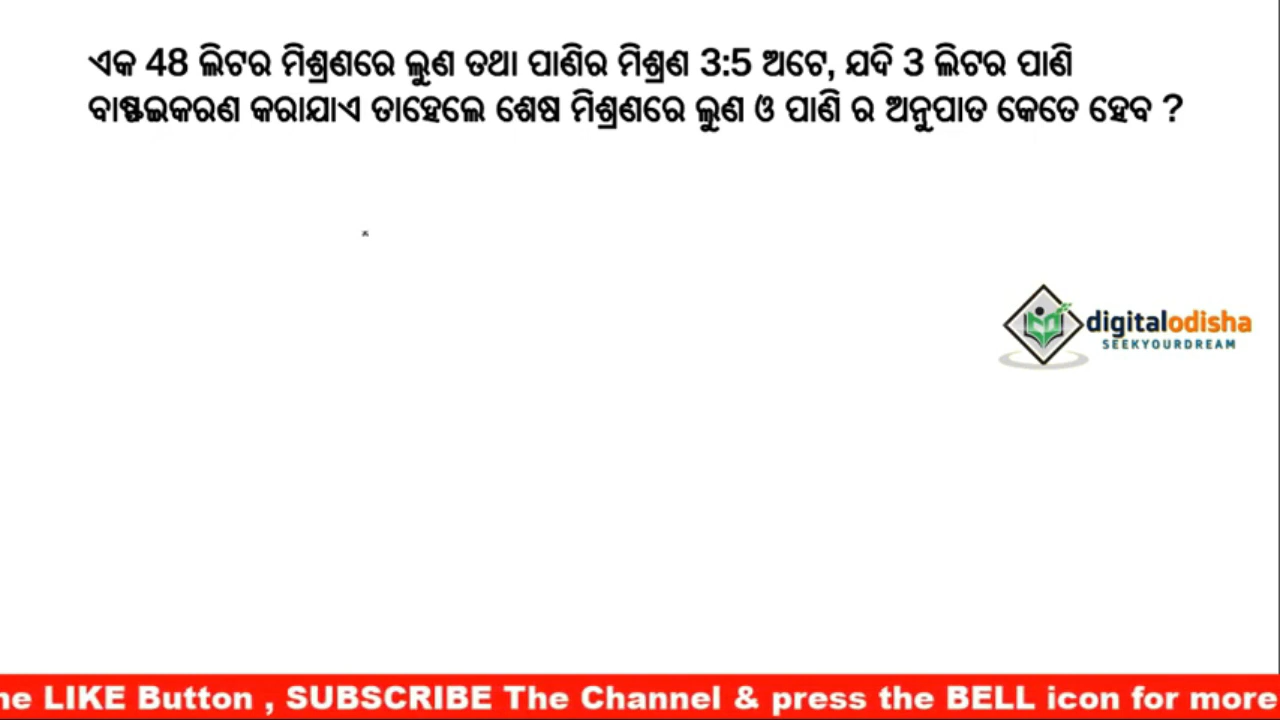 ଏକ 48 ଲିଟର ମିଶ୍ରଣରେ ଲୁଣ ତଥା ପାଣିର ମିଶ୍ରଣ 3:5 ଅଟେ, ଯଦି 3 ଲିଟର ପାଣି
ବାଷ୍ଢଇକରଣ କରାଯାଏ ତାହେଲେ ଶେଷ ମିଶ୍ରଣରେ ଲୁଣ ଓ ପାଣି ର ଅନୁପାତ କେତେ ହେବ ?
digitalodisha
SEEKYOURDREAM
he LIKE Button , SUBSCRIBE The Channel & press the BELL icon for more